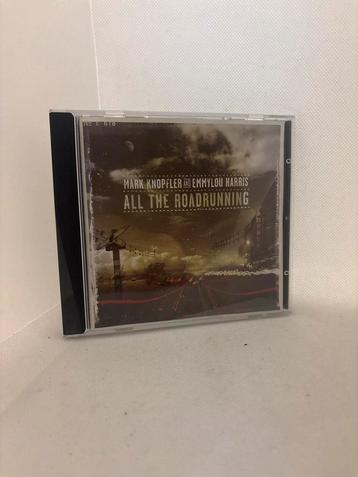 MARK KNOPFLER AND EMMYLOU HARRIS
ALL THE ROADRUNNING